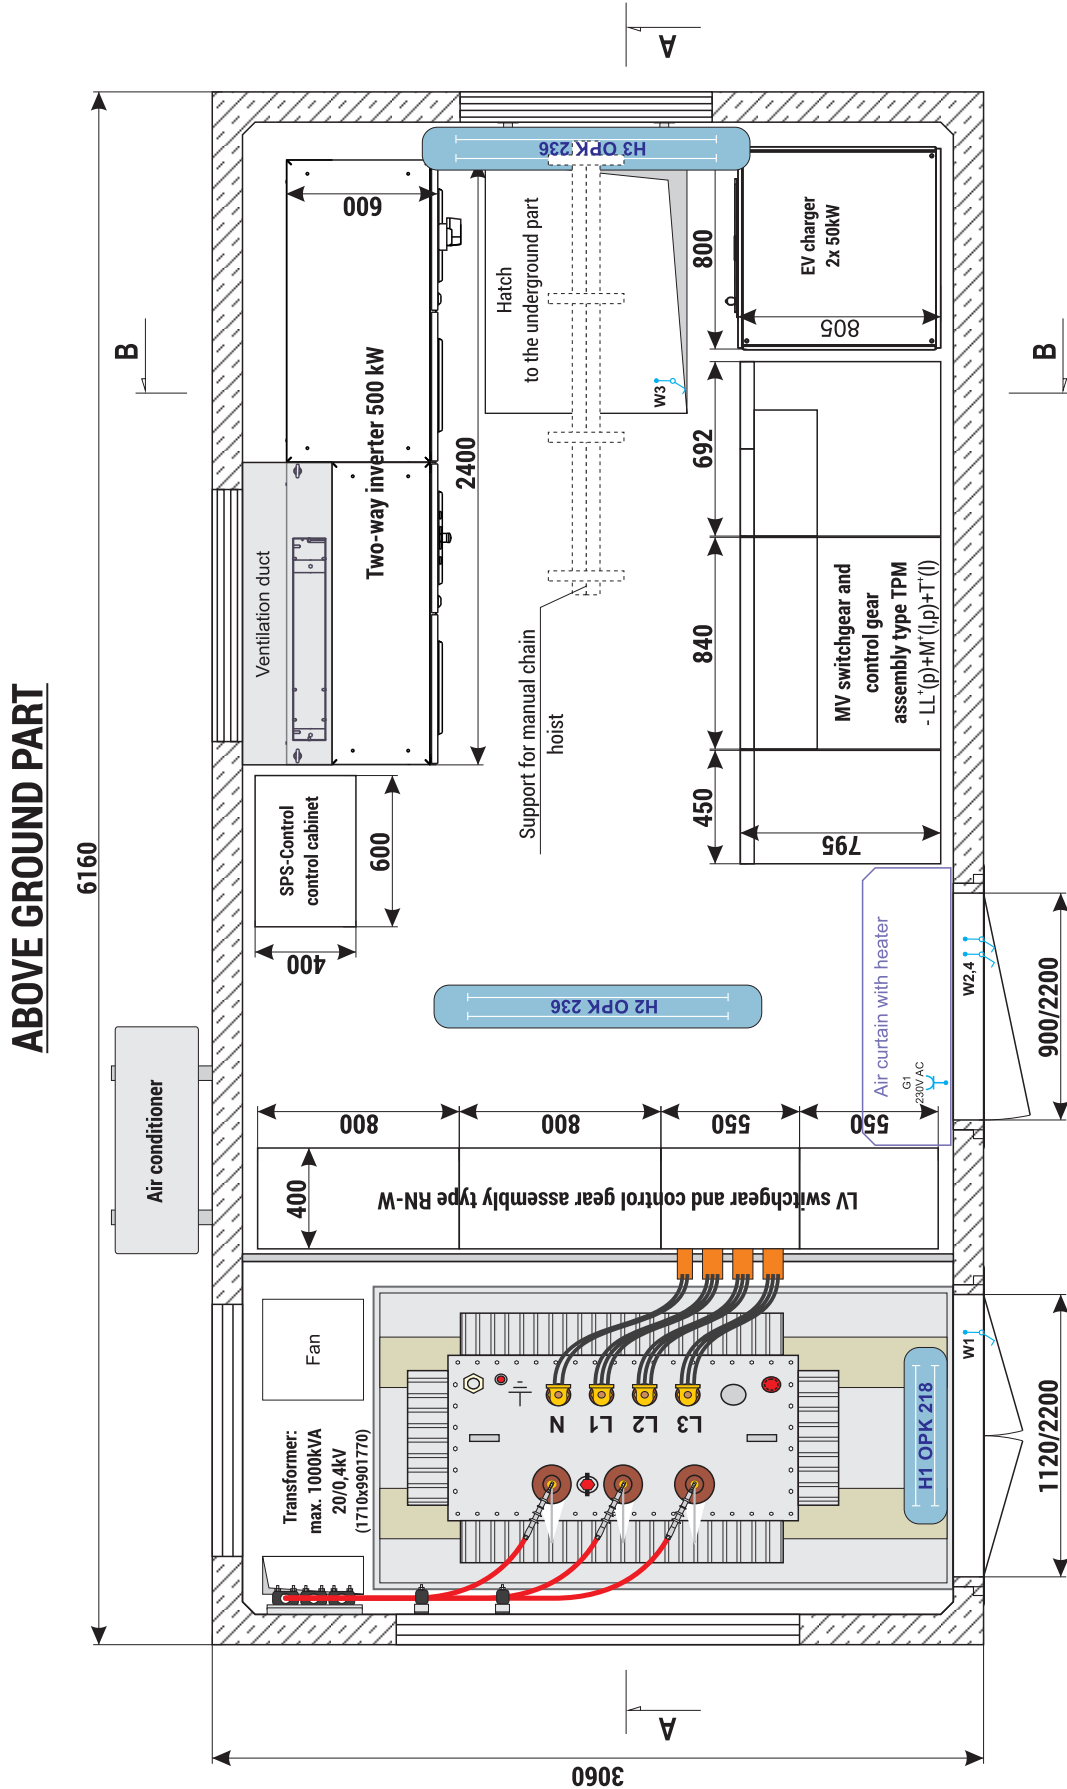 ABOVE GROUND PART
6160
3060
A
A
B
B
Air conditioner
SPS-Control
control cabinet
400
600
Ventilation duct
Two-way inverter 500 kW
600
2400
Hatch
to the underground part
W3
H3 OPK 236
Support for manual chain
hoist
800
692
840
450
EV charger
2x 50kW
805
MV switchgear and
control gear
assembly type TPM
- LL+(p)+M+(l,p)+T+(l)
795
H2 OPK 236
Air curtain with heater
G1
230V AC
W2,4
900/2200
800
800
550
550
400
LV switchgear and control gear assembly type RN-W
Fan
Transformer:
max. 1000kVA
20/0,4kV
(1710x9901770)
N
L1
L2
L3
H1 OPK 218
W1
1120/2200